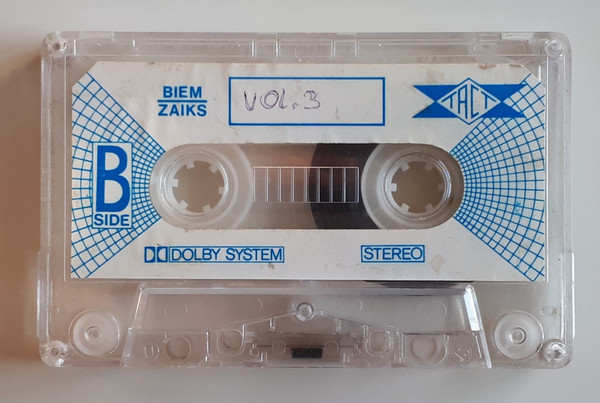 BIEM
ZAIKS
VOL.3
TACT
B
SIDE
DOLBY SYSTEM
STEREO